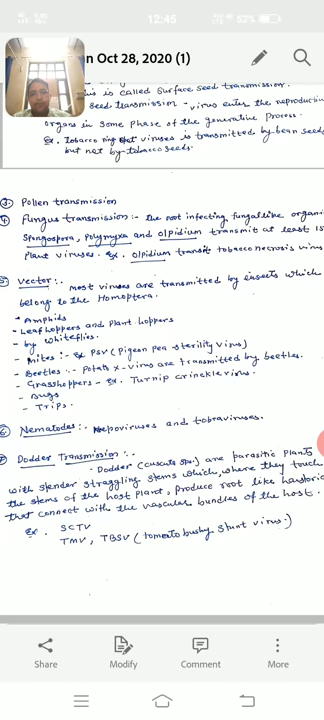 12:45
52%
n Oct 28, 2020 (1)
is called Surface seed transmission.
seed transmission - virus enter the reproductio
organs in some phase of the generative process.
Ex. Tobacco ring spot viruses is transmitted by bean seeds
but not by tobacco seeds.
③ Pollen transmission
④ Fungus transmission :- the root infecting fungal like organi
Spongospora, Polymyxa and Olpidium transmit at least 15
plant viruses. Ex. Olpidium transit tobacco necrosis virus
Vector :- Most viruses are transmitted by insects which
belong to the Homoptera.
- Amphids
- Leaf hoppers and Plant hoppers
- by whiteflies.
- Mites :- Ex PSV (Pigeon Pea sterility virus)
- Beetles :- Potato x-virus are transmitted by beetles.
- Grasshoppers - Ex. Turnip crinckle virus.
- Bugs
- Trips.
⑥ Nematodes :- Nepoviruses and tobraviruses.
Dodder Transmission :-
- Dodder (cuscuta spu.) are parasitic plants
with slender straggling stems which, where they touch
the stems of the host plant, produce root like haustoric
that connect with the vascular bundles of the host.
Ex. SCTV
TMV, TBSV (tomato bushy stunt virus.)
Share Modify Comment More